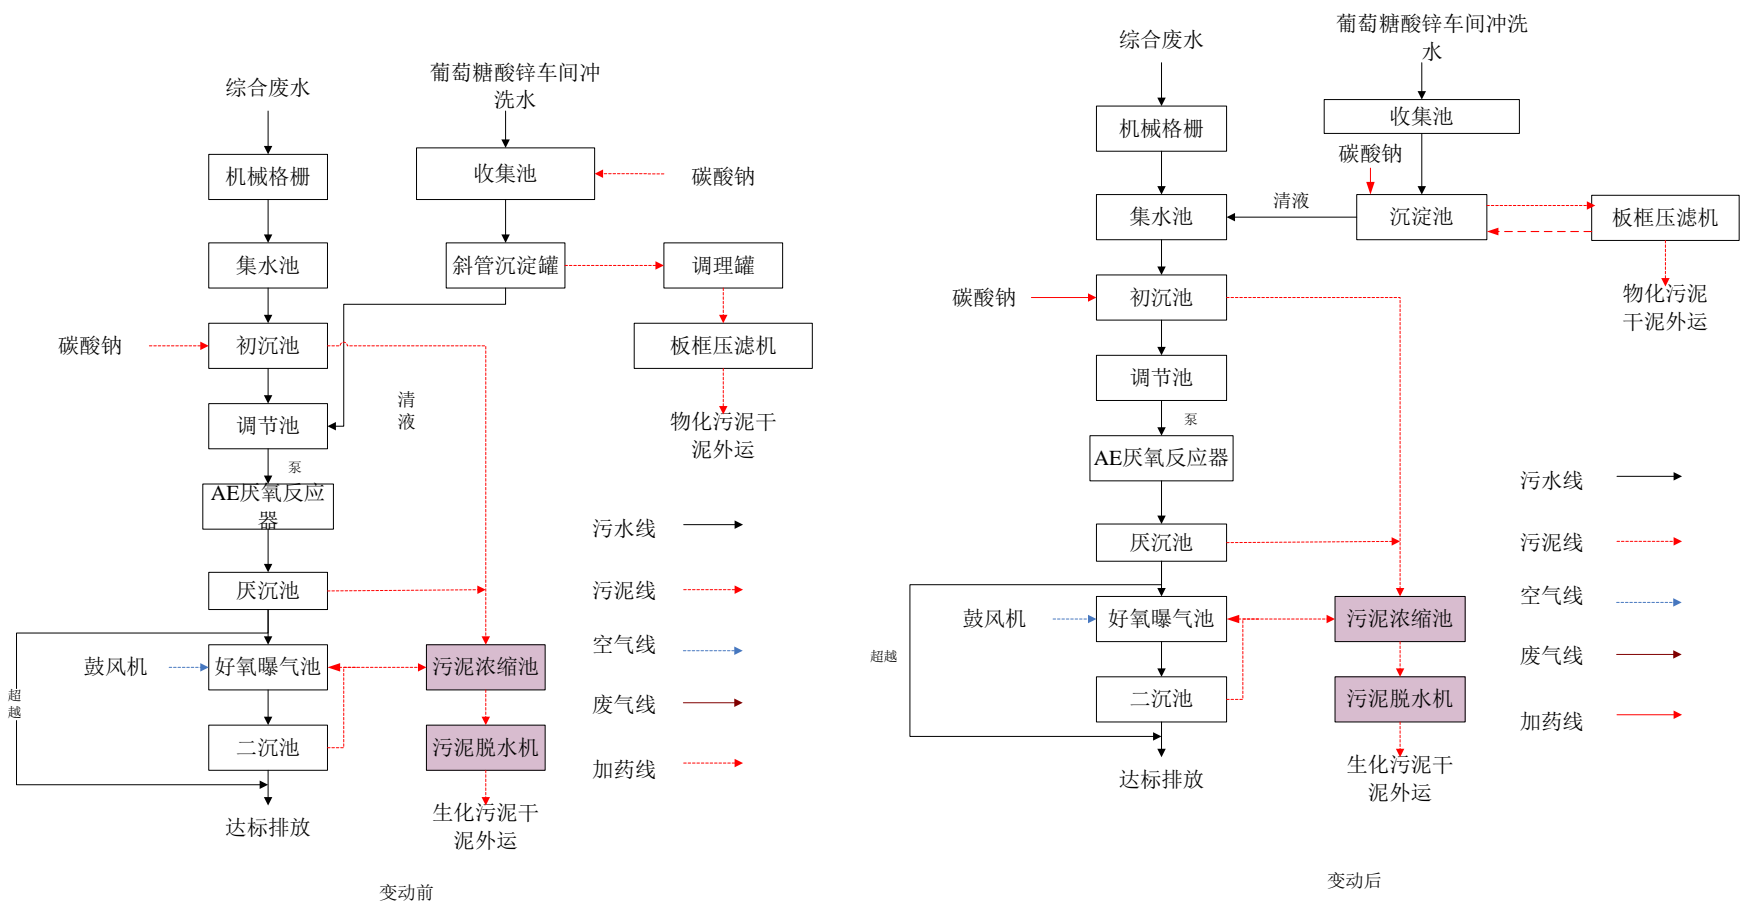 综合废水
葡萄糖酸锌车间冲
洗水
机械格栅
收集池
碳酸钠
集水池
斜管沉淀罐
调理罐
碳酸钠
初沉池
板框压滤机
清
液
调节池
物化污泥干
泥外运
泵
AE厌氧反应
器
污水线
厌沉池
污泥线
空气线
鼓风机
好氧曝气池
污泥浓缩池
超
越
废气线
二沉池
污泥脱水机
加药线
达标排放
生化污泥干
泥外运
变动前
综合废水
葡萄糖酸锌车间冲洗
水
机械格栅
收集池
碳酸钠
集水池
清液
沉淀池
板框压滤机
碳酸钠
初沉池
物化污泥
干泥外运
调节池
泵
AE厌氧反应器
污水线
厌沉池
污泥线
空气线
鼓风机
好氧曝气池
污泥浓缩池
超越
废气线
二沉池
污泥脱水机
加药线
达标排放
生化污泥干
泥外运
变动后